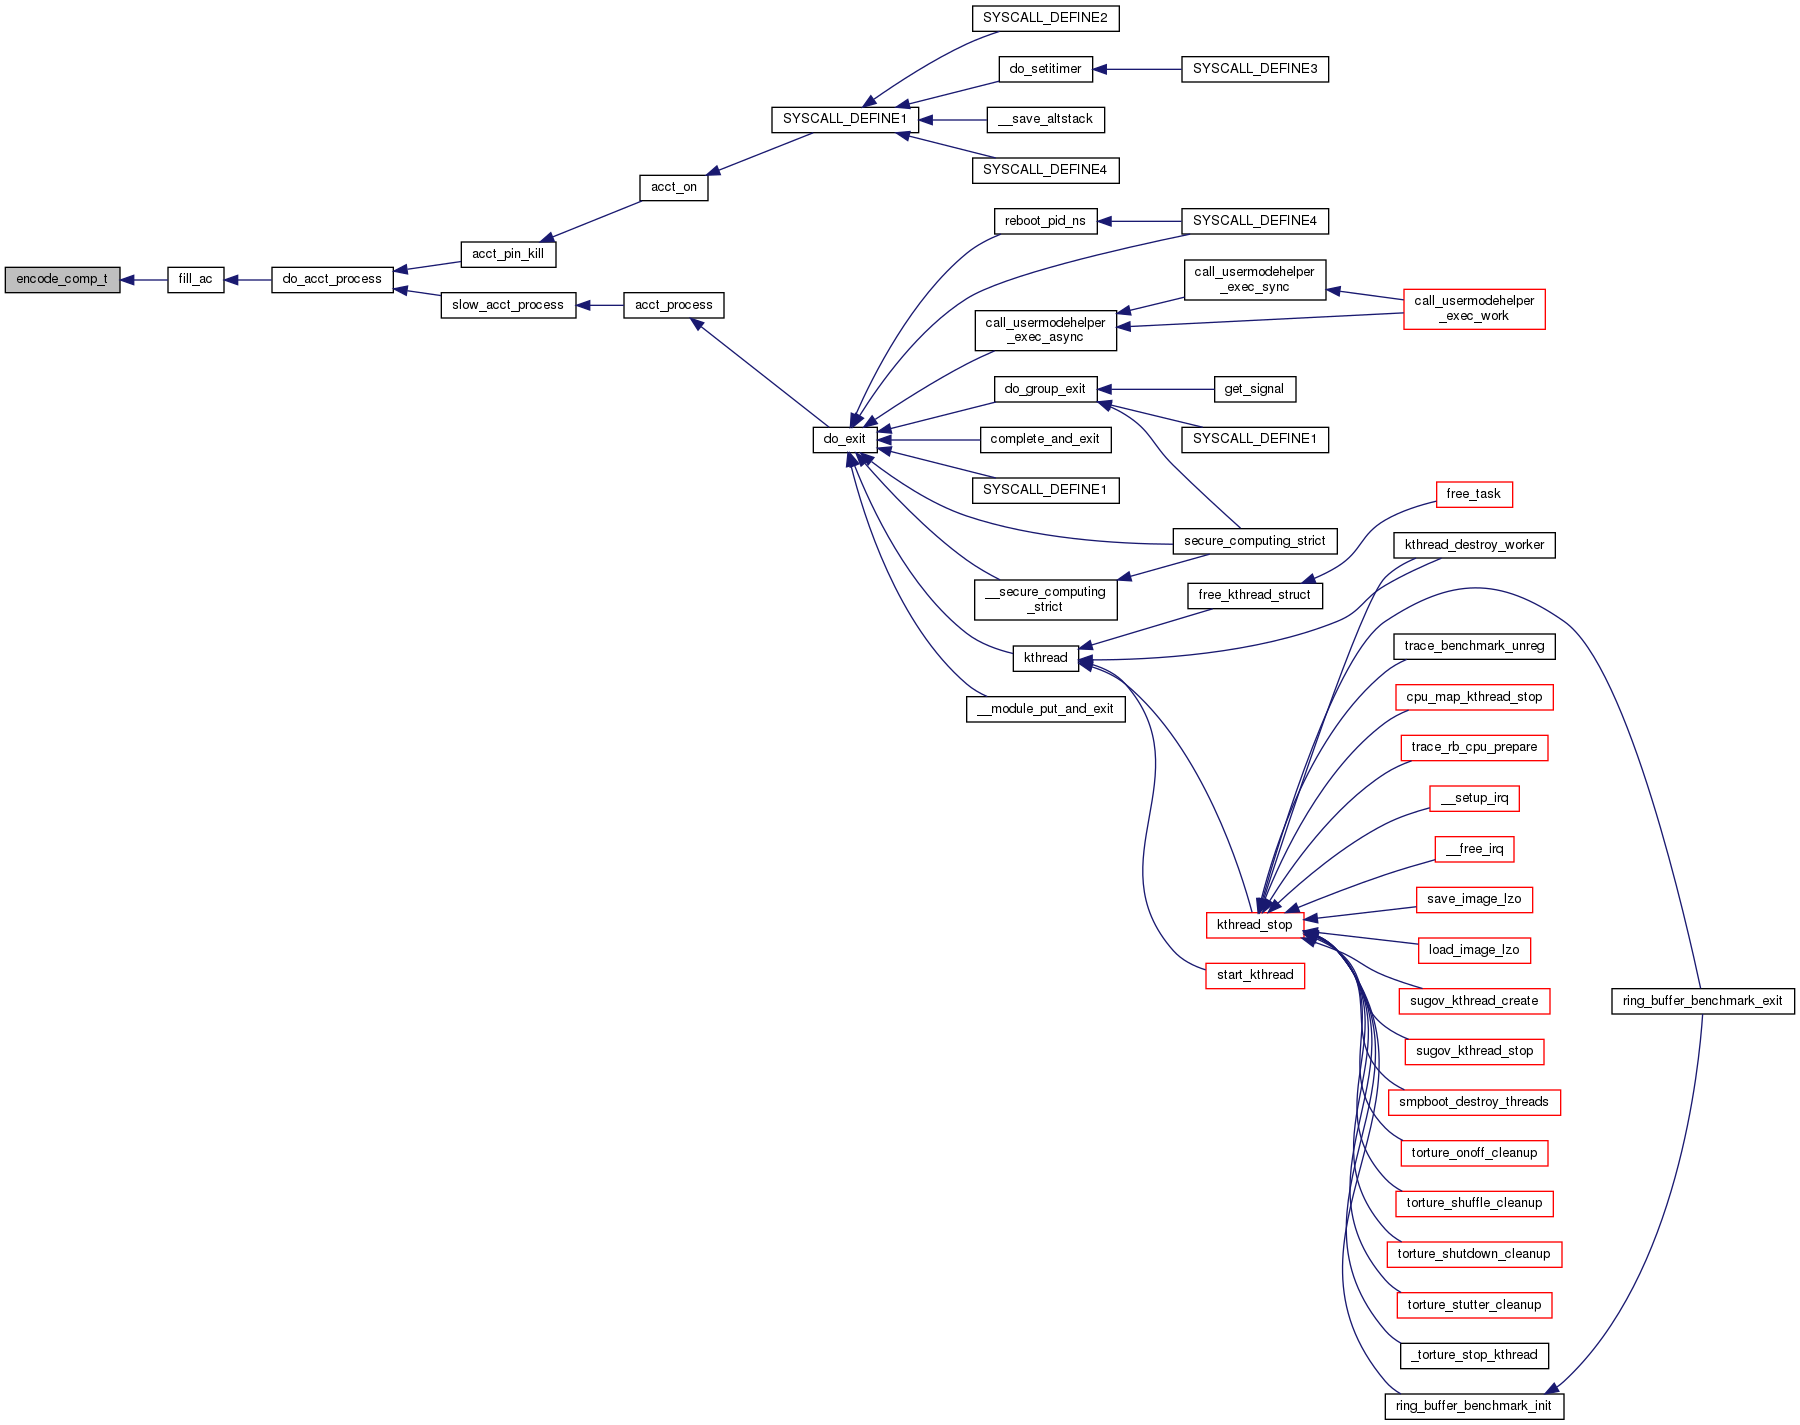 SYSCALL_DEFINE2
do_setitimer
SYSCALL_DEFINE3
SYSCALL_DEFINE1
__save_altstack
SYSCALL_DEFINE4
acct_on
reboot_pid_ns
SYSCALL_DEFINE4
acct_pin_kill
encode_comp_t
fill_ac
do_acct_process
slow_acct_process
acct_process
call_usermodehelper
_exec_sync
call_usermodehelper
_exec_work
call_usermodehelper
_exec_async
do_group_exit
get_signal
do_exit
complete_and_exit
SYSCALL_DEFINE1
SYSCALL_DEFINE1
free_task
secure_computing_strict
kthread_destroy_worker
__secure_computing
_strict
free_kthread_struct
kthread
trace_benchmark_unreg
__module_put_and_exit
cpu_map_kthread_stop
trace_rb_cpu_prepare
__setup_irq
__free_irq
save_image_lzo
kthread_stop
load_image_lzo
start_kthread
sugov_kthread_create
ring_buffer_benchmark_exit
sugov_kthread_stop
smpboot_destroy_threads
torture_onoff_cleanup
torture_shuffle_cleanup
torture_shutdown_cleanup
torture_stutter_cleanup
_torture_stop_kthread
ring_buffer_benchmark_init